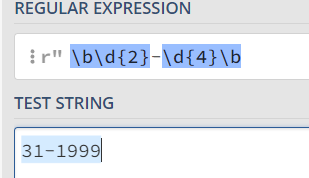 REGULAR EXPRESSION
⋮r" \b\d{2}-\d{4}\b
TEST STRING
31-1999